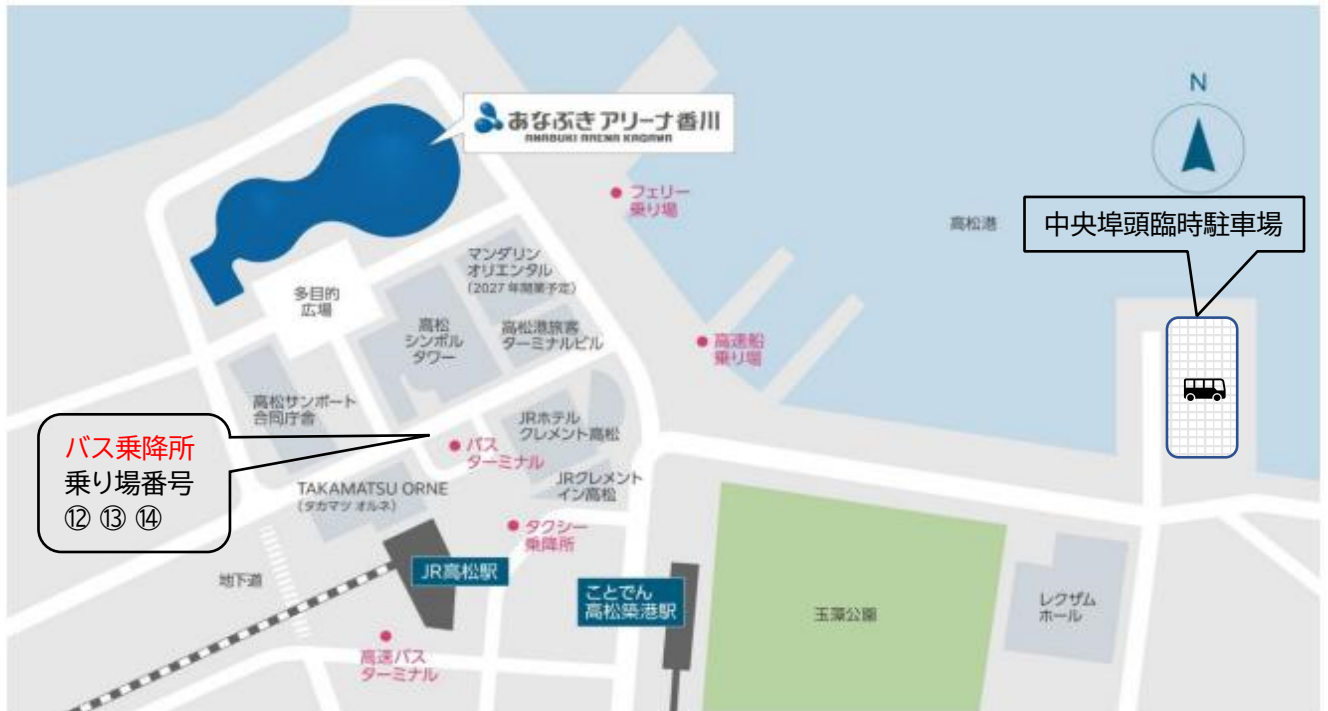 あなぶきアリーナ香川
ANABUKI ARENA KAGAWA
N
フェリー
乗り場
高松港
中央埠頭臨時駐車場
マンダリン
オリエンタル
(2027年開業予定)
多目的
広場
高松
シンボル
タワー
高松港旅客
ターミナルビル
高速船
乗り場
高松サンポート
合同庁舎
JRホテル
クレメント高松
バス乗降所
乗り場番号
⑫ ⑬ ⑭
バス
ターミナル
JRクレメント
イン高松
TAKAMATSU ORNE
(タカマツ オルネ)
タクシー
乗降所
地下道
JR高松駅
ことでん
高松築港駅
玉藻公園
レクザム
ホール
高速バス
ターミナル